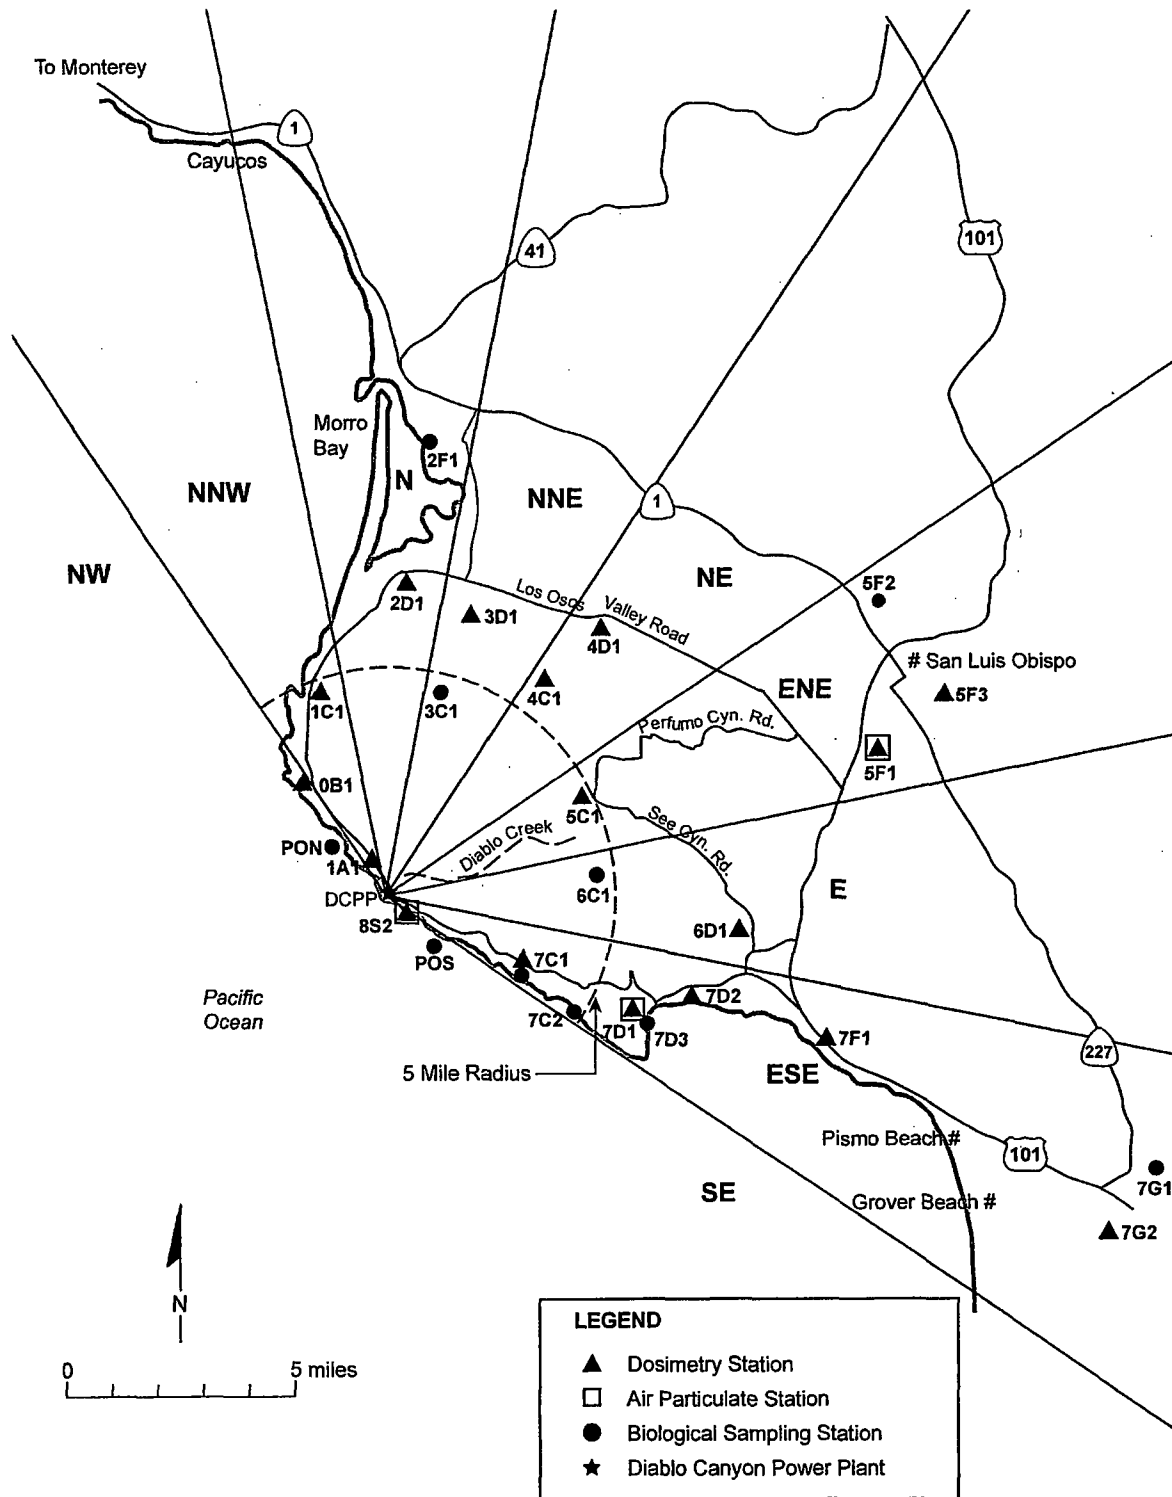 To Monterey
1
Cayucos
41
101
Morro
Bay
2F1
NNW
N
NNE
1
NW
NE
5F2
2D1
3D1
Los Osos Valley Road
4D1
# San Luis Obispo
1C1
3C1
4C1
ENE
5F3
Perfumo Cyn. Rd.
5F1
0B1
5C1
See Cyn. Rd.
Diablo Creek
PON
1A1
DCPP
6C1
E
8S2
6D1
POS
7C1
Pacific
Ocean
7C2
7D1
7D2
7D3
7F1
227
5 Mile Radius
ESE
Pismo Beach #
101
SE
Grover Beach #
7G1
7G2
N
0 5 miles
LEGEND
Dosimetry Station
Air Particulate Station
Biological Sampling Station
Diablo Canyon Power Plant